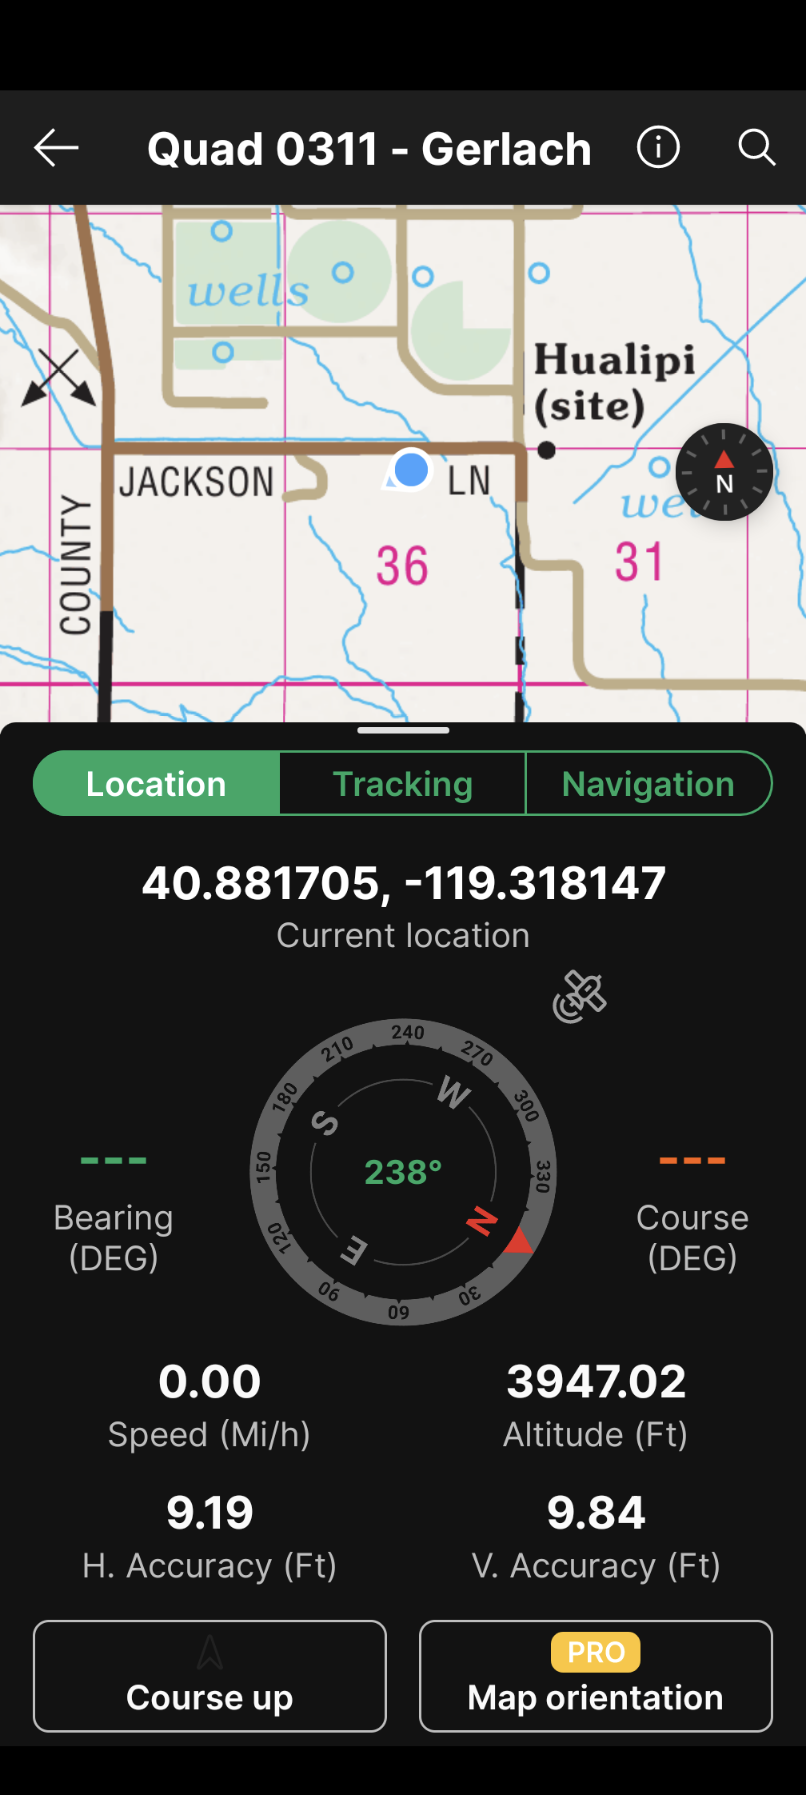 Quad 0311 - Gerlach
wells
Hualipi
(site)
JACKSON
LN
N
we
COUNTY
36
31
Location
Tracking
Navigation
40.881705, -119.318147
Current location
240
210
270
180
W
300
S
150
238°
330
---
Bearing
(DEG)
---
Course
(DEG)
N
120
E
90
30
60
0.00
Speed (Mi/h)
3947.02
Altitude (Ft)
9.19
H. Accuracy (Ft)
9.84
V. Accuracy (Ft)
Course up
PRO
Map orientation